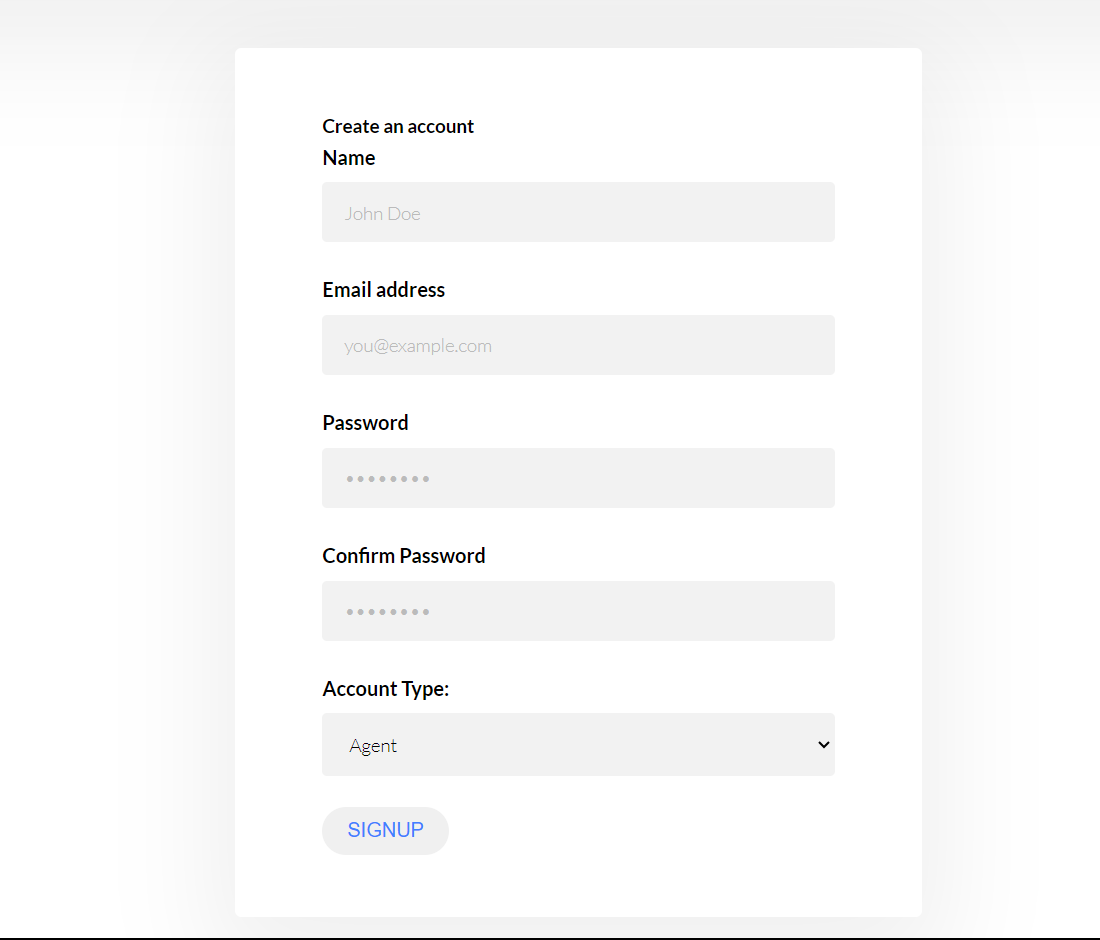 Create an account
Name
John Doe
Email address
you@example.com
Password
••••••••
Confirm Password
••••••••
Account Type:
Agent
SIGNUP